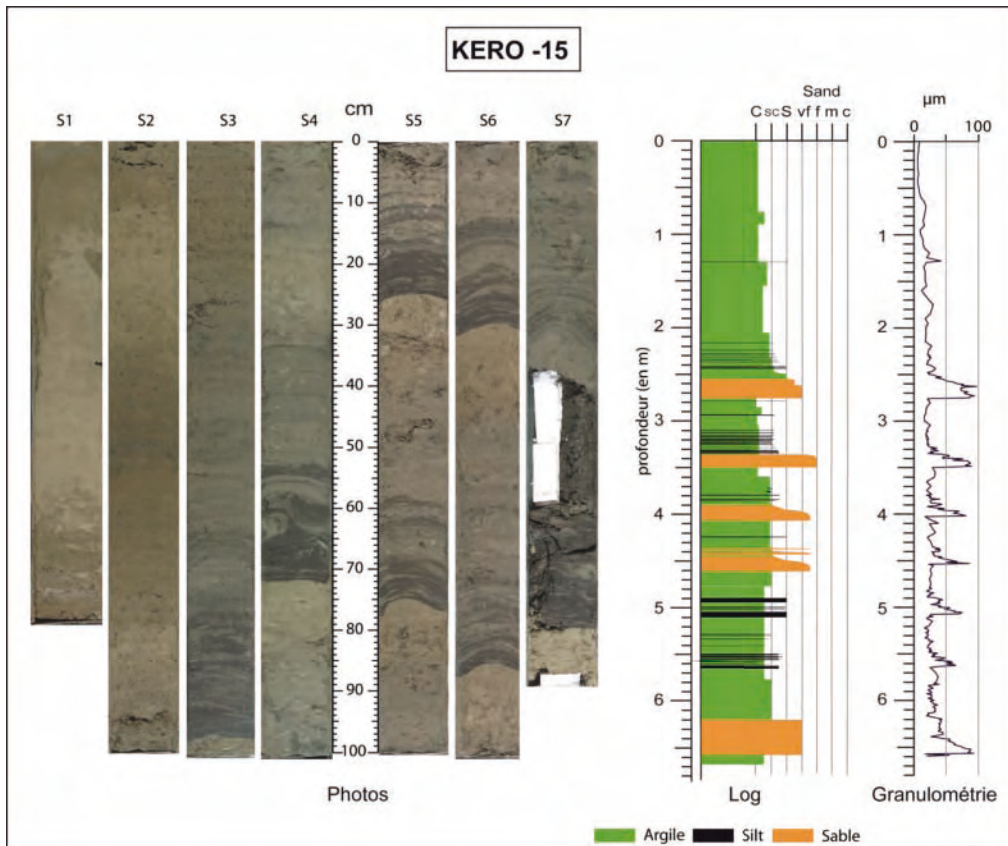 KERO -15
S1 S2 S3 S4 cm S5 S6 S7
0
10
20
30
40
50
60
70
80
90
100
Photos
Sand
C sc S vf f m c
profondeur (en m)
0
1
2
3
4
5
6
Log
µm
0 100
0
1
2
3
4
5
6
Granulométrie
Argile Silt Sable